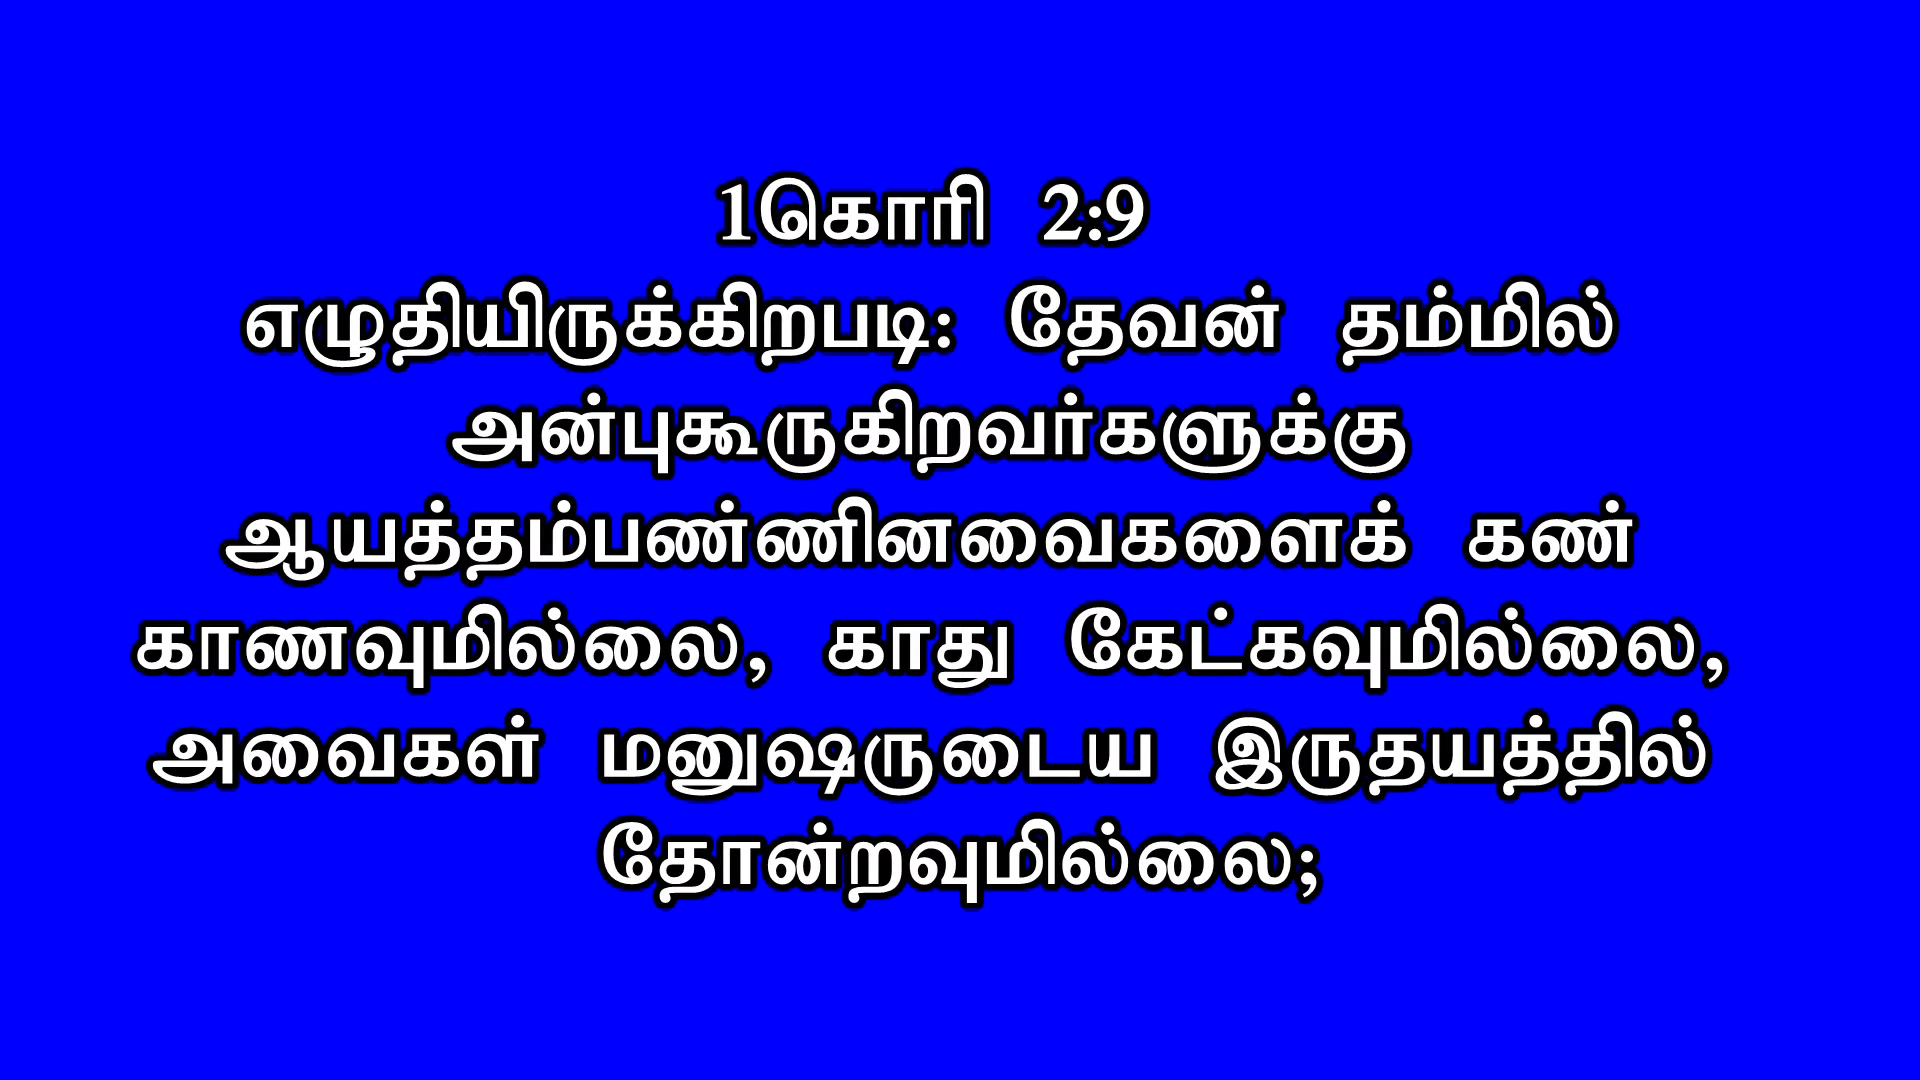 1கொரி 2:9
எழுதியிருக்கிறபடி: தேவன் தம்மில்
அன்புகூருகிறவர்களுக்கு
ஆயத்தம்பண்ணினவைகளைக் கண்
காணவுமில்லை, காது கேட்கவுமில்லை,
அவைகள் மனுஷருடைய இருதயத்தில்
தோன்றவுமில்லை;